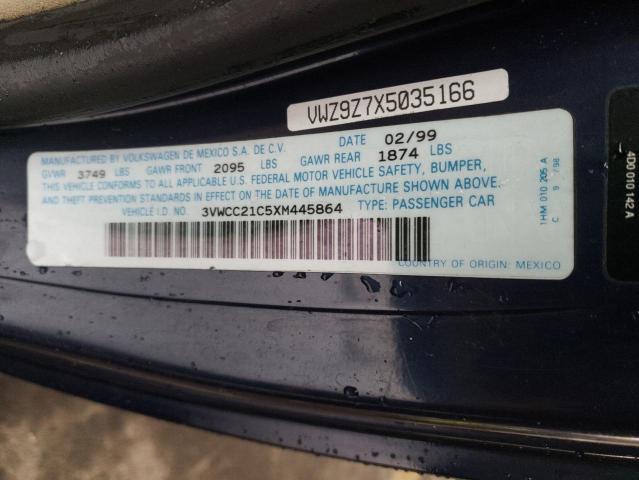 VWZ9Z7X5035166
MANUFACTURED BY VOLKSWAGEN DE MEXICO S.A. DE C.V. DATE 02/99
GVWR 3749 LBS GAWR FRONT 2095 LBS GAWR REAR 1874 LBS
THIS VEHICLE CONFORMS TO ALL APPLICABLE U.S. FEDERAL MOTOR VEHICLE SAFETY, BUMPER,
AND THEFT PREVENTION STANDARDS IN EFFECT ON THE DATE OF MANUFACTURE SHOWN ABOVE.
VEHICLE I.D. NO. 3VWCC21C5XM445864 TYPE: PASSENGER CAR
COUNTRY OF ORIGIN: MEXICO
1HM 010 205 A
C 9 / 98
4D0 010 142 A